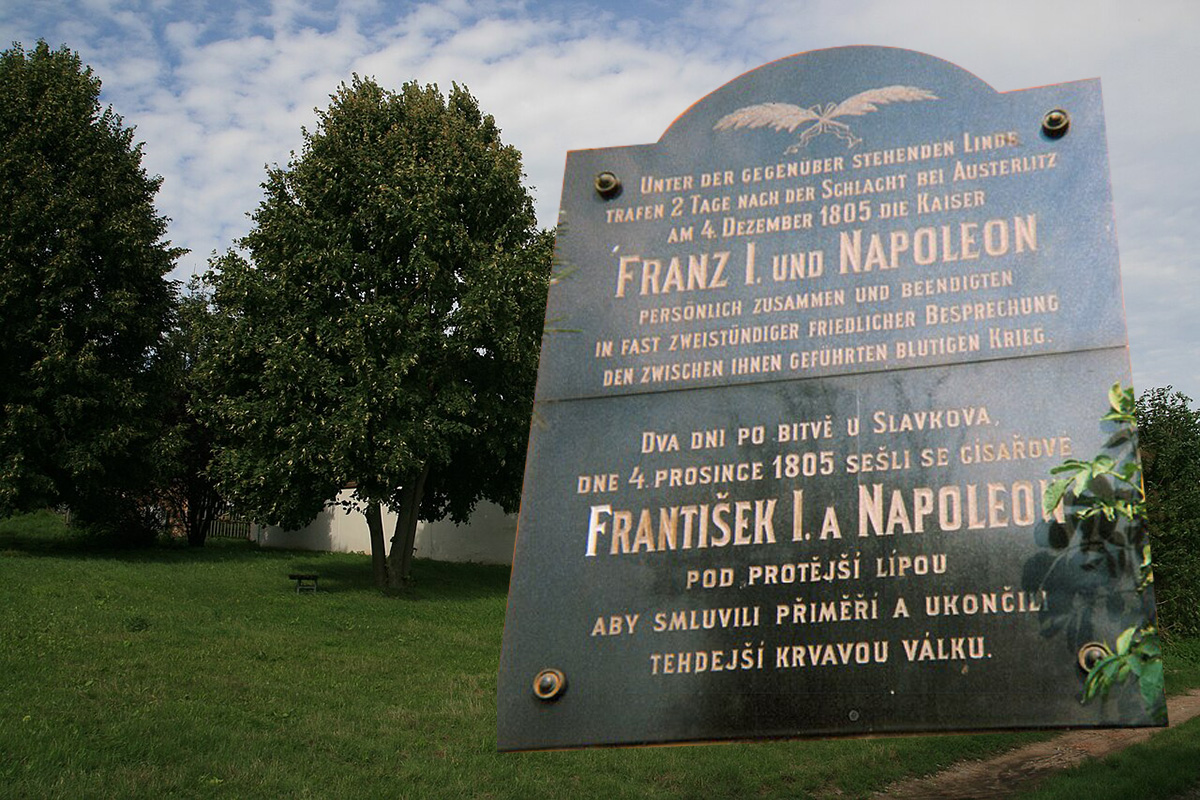 UNTER DER GEGENÜBER STEHENDEN LINDE
TRAFEN 2 TAGE NACH DER SCHLACHT BEI AUSTERLITZ
AM 4. DEZEMBER 1805 DIE KAISER
FRANZ I. UND NAPOLEON
PERSÖNLICH ZUSAMMEN UND BEENDIGTEN
IN FAST ZWEISTÜNDIGER FRIEDLICHER BESPRECHUNG
DEN ZWISCHEN IHNEN GEFÜHRTEN BLUTIGEN KRIEG.
DVA DNI PO BITVĚ U SLAVKOVA,
DNE 4. PROSINCE 1805 SEŠLI SE CÍSAŘOVÉ
FRANTIŠEK I. A NAPOLEON
POD PROTĚJŠÍ LÍPOU
ABY SMLUVILI PŘIMĚŘÍ A UKONČILI
TEHDEJŠÍ KRVAVOU VÁLKU.